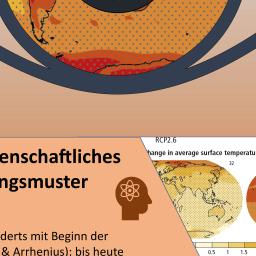 RCP2.6
enschaftliches
hange in average surface temperatu
ngsmuster
32
derts mit Beginn der
& Arrhenius); bis heute
0.5 1 1.5